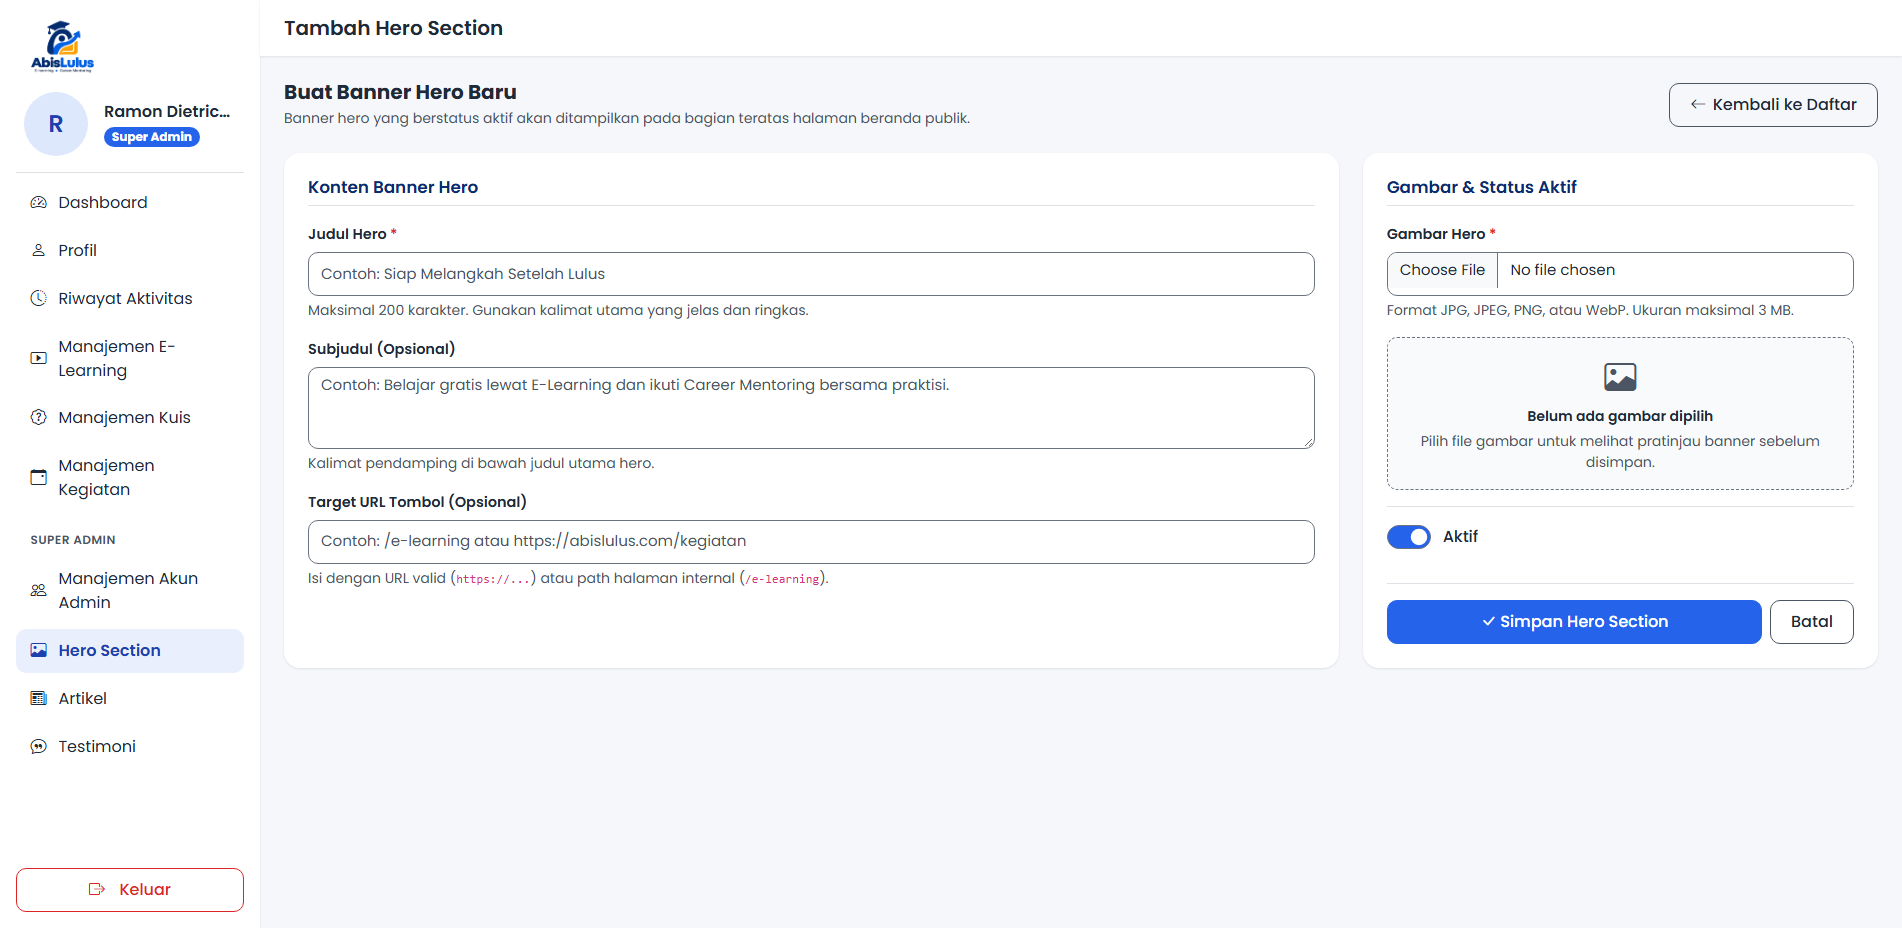 AbisLulus
R
Ramon Dietric...
Super Admin
Dashboard
Profil
Riwayat Aktivitas
Manajemen E-
Learning
Manajemen Kuis
Manajemen
Kegiatan
SUPER ADMIN
Manajemen Akun
Admin
Hero Section
Artikel
Testimoni
Keluar
Tambah Hero Section
Buat Banner Hero Baru
Banner hero yang berstatus aktif akan ditampilkan pada bagian teratas halaman beranda publik.
Kembali ke Daftar
Konten Banner Hero
Judul Hero *
Contoh: Siap Melangkah Setelah Lulus
Maksimal 200 karakter. Gunakan kalimat utama yang jelas dan ringkas.
Subjudul (Opsional)
Contoh: Belajar gratis lewat E-Learning dan ikuti Career Mentoring bersama praktisi.
Kalimat pendamping di bawah judul utama hero.
Target URL Tombol (Opsional)
Contoh: /e-learning atau https://abislulus.com/kegiatan
Isi dengan URL valid (https://...) atau path halaman internal (/e-learning).
Gambar & Status Aktif
Gambar Hero *
Choose File No file chosen
Format JPG, JPEG, PNG, atau WebP. Ukuran maksimal 3 MB.
Belum ada gambar dipilih
Pilih file gambar untuk melihat pratinjau banner sebelum
disimpan.
Aktif
Simpan Hero Section
Batal